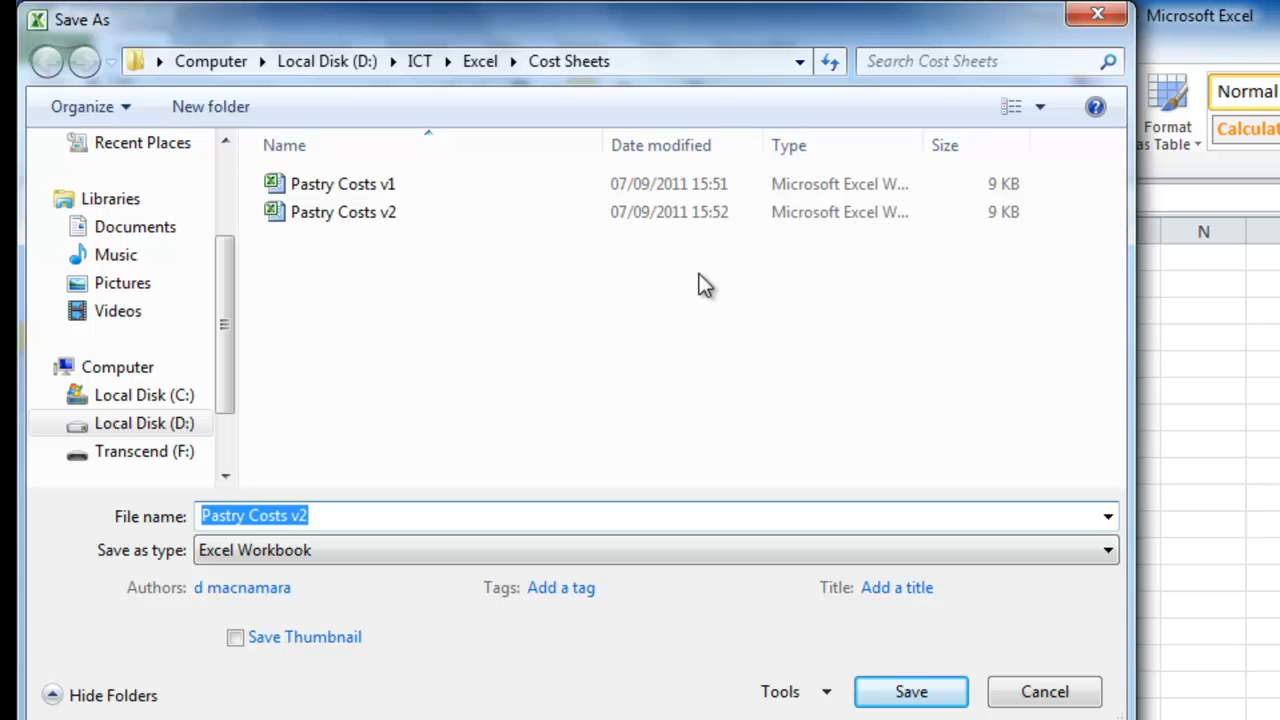 Save As
Microsoft Excel
Computer Local Disk (D:) ICT Excel Cost Sheets
Search Cost Sheets
Organize New folder
Normal
Format as Table
Calculat
Recent Places
Libraries
Documents
Music
Pictures
Videos
Computer
Local Disk (C:)
Local Disk (D:)
Transcend (F:)
Name Date modified Type Size
Pastry Costs v1 07/09/2011 15:51 Microsoft Excel W... 9 KB
Pastry Costs v2 07/09/2011 15:52 Microsoft Excel W... 9 KB
N
File name: Pastry Costs v2
Save as type: Excel Workbook
Authors: d macnamara Tags: Add a tag Title: Add a title
Save Thumbnail
Hide Folders
Tools Save Cancel